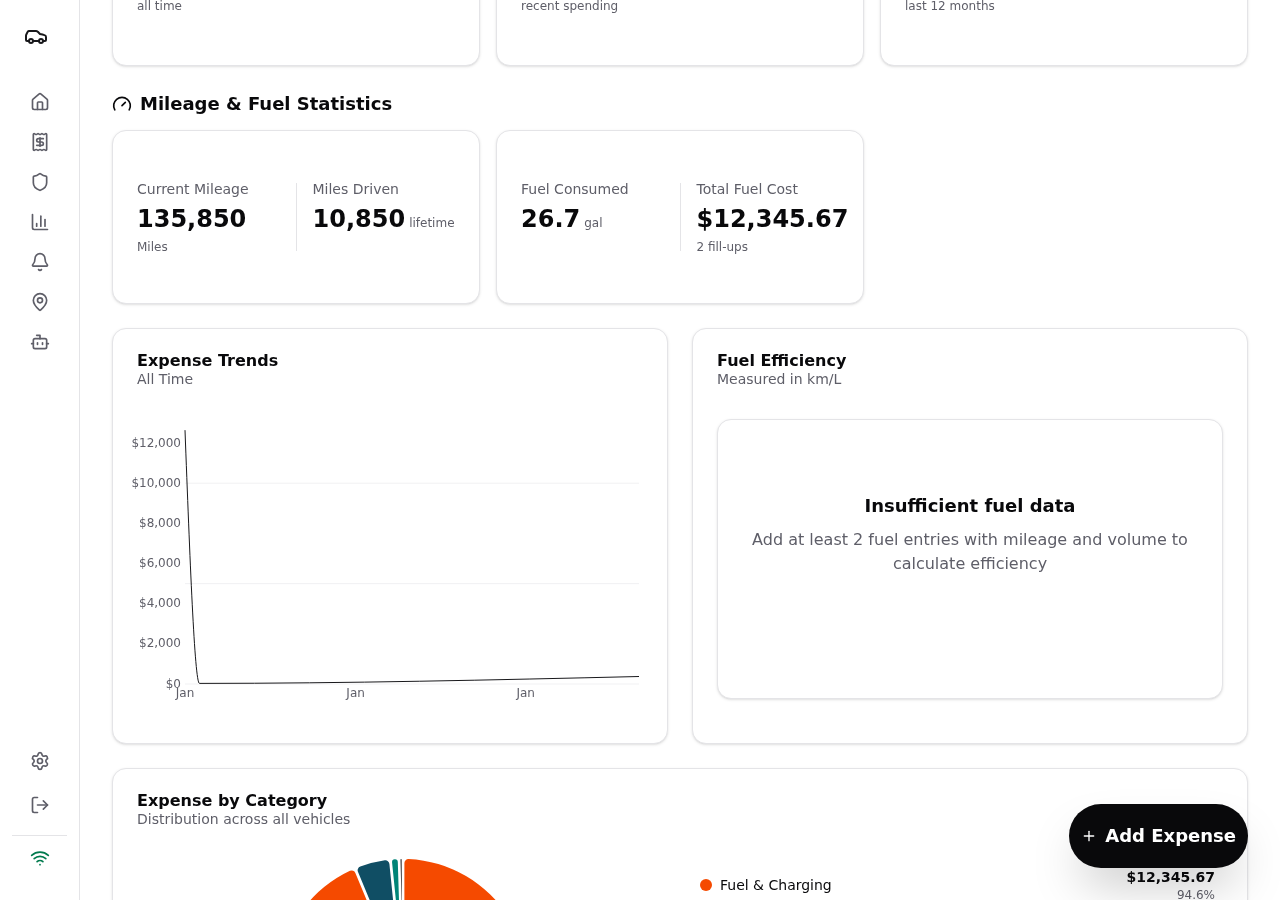 all time
recent spending
last 12 months
Mileage & Fuel Statistics
Current Mileage
135,850
Miles
Miles Driven
10,850 lifetime
Fuel Consumed
26.7 gal
Total Fuel Cost
$12,345.67
2 fill-ups
Expense Trends
All Time
$12,000
$10,000
$8,000
$6,000
$4,000
$2,000
$0
Jan
Jan
Jan
Fuel Efficiency
Measured in km/L
Insufficient fuel data
Add at least 2 fuel entries with mileage and volume to
calculate efficiency
Expense by Category
Distribution across all vehicles
Add Expense
Fuel & Charging
$12,345.67
94.6%